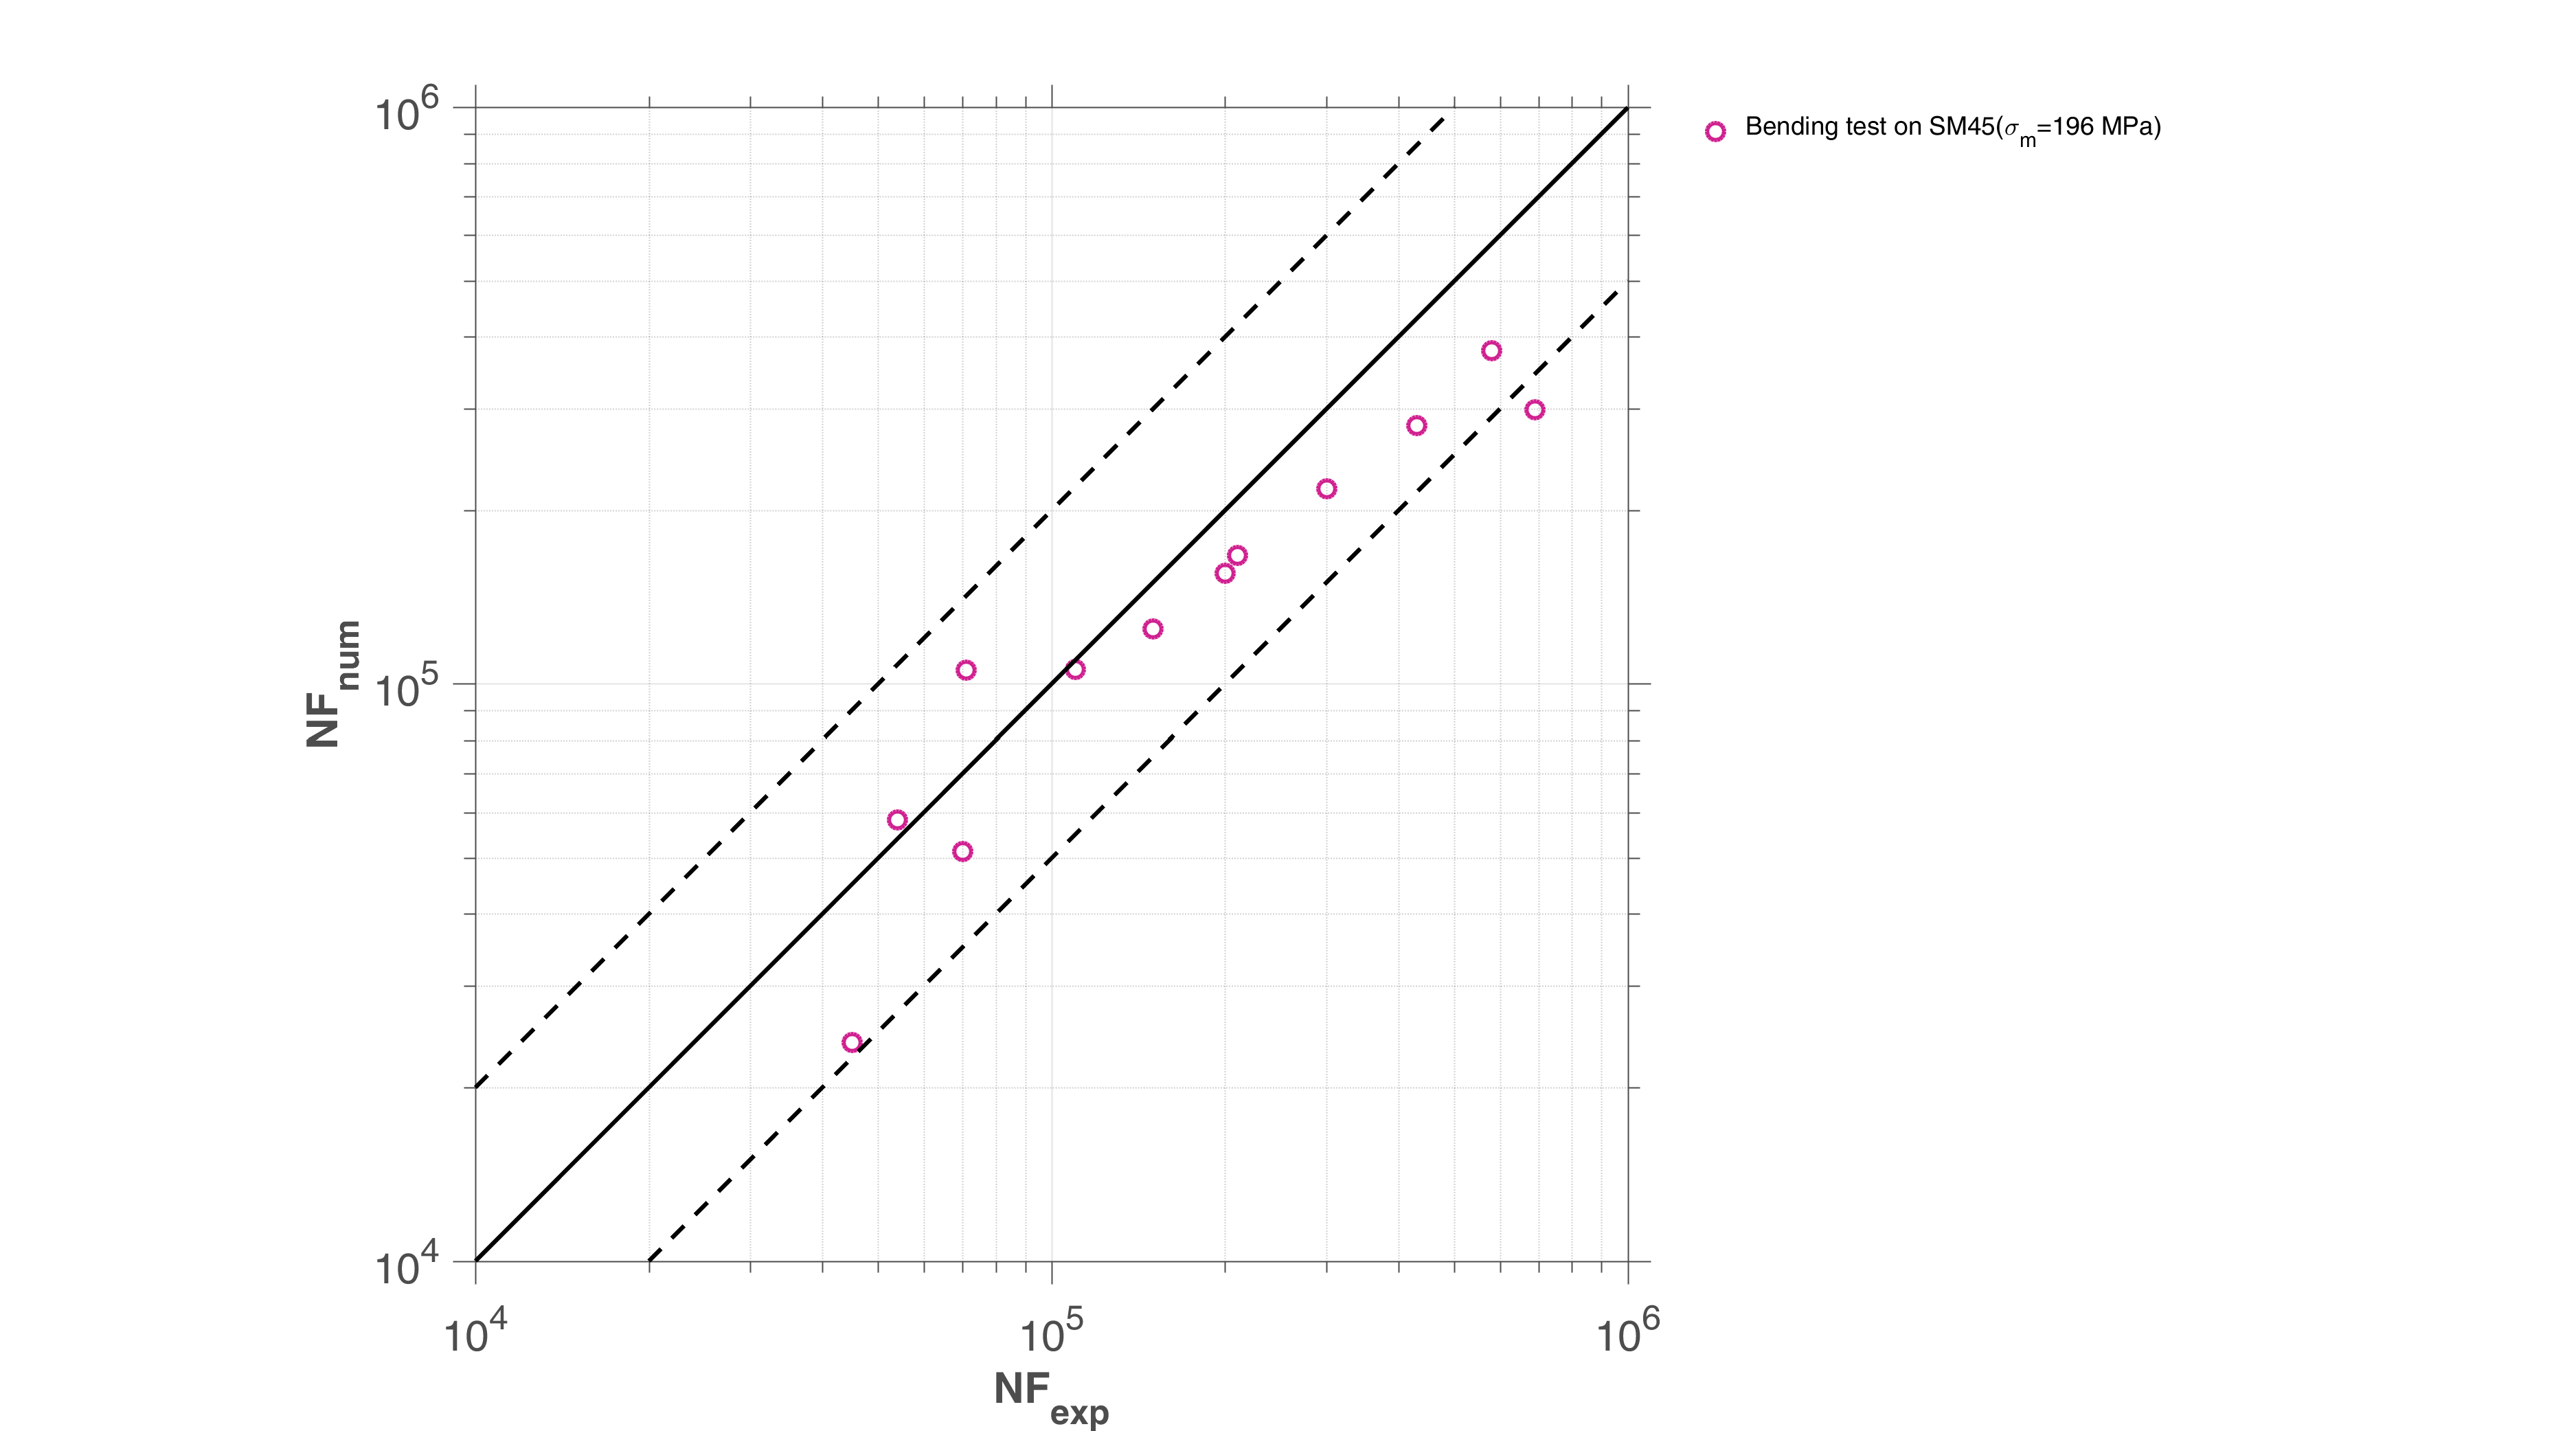 10^6
10^5
10^4
NF_num
10^4 10^5 10^6
NF_exp
Bending test on SM45(σ_m=196 MPa)